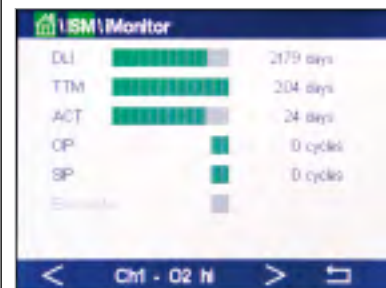 \ISM\iMonitor
DLI 2179 days
TTM 204 days
ACT 24 days
CIP 0 cycles
SIP 0 cycles
< Ch1 - O2 hi >